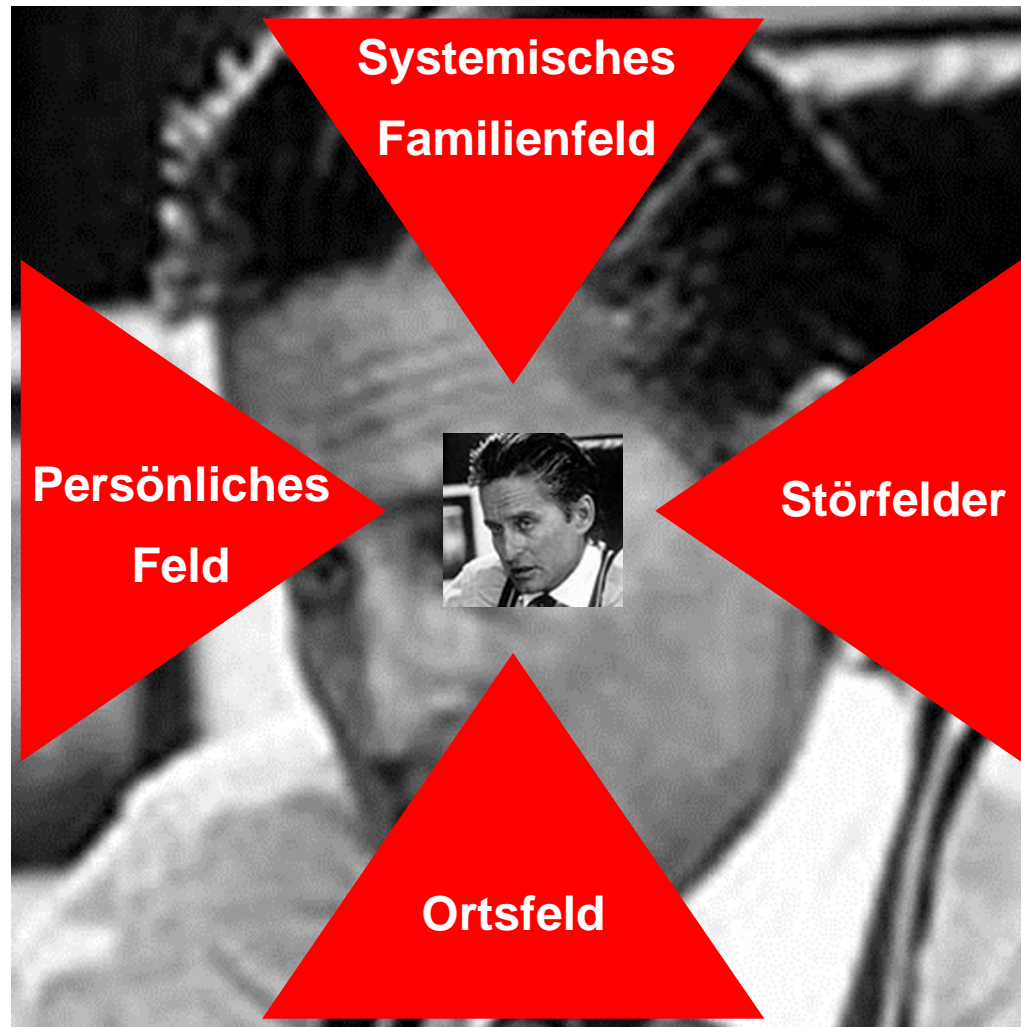 Systemisches
Familienfeld
Persönliches
Feld
Störfelder
Ortsfeld